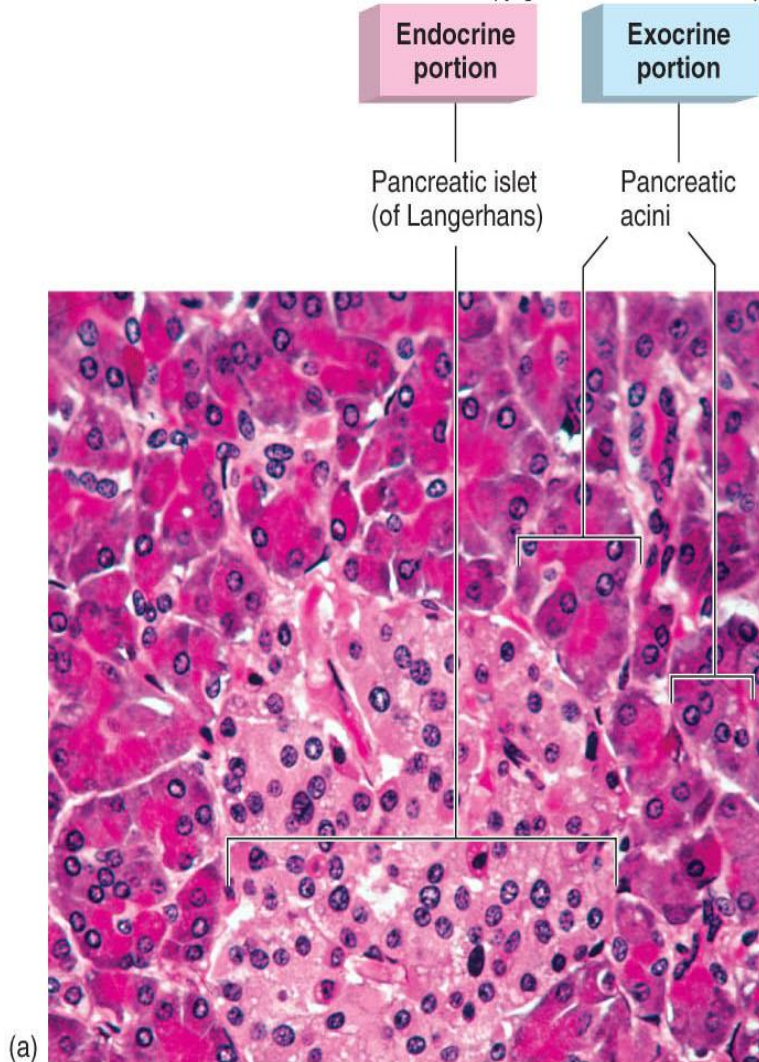 Endocrine
portion
Exocrine
portion
Pancreatic islet
(of Langerhans)
Pancreatic
acini
(a)